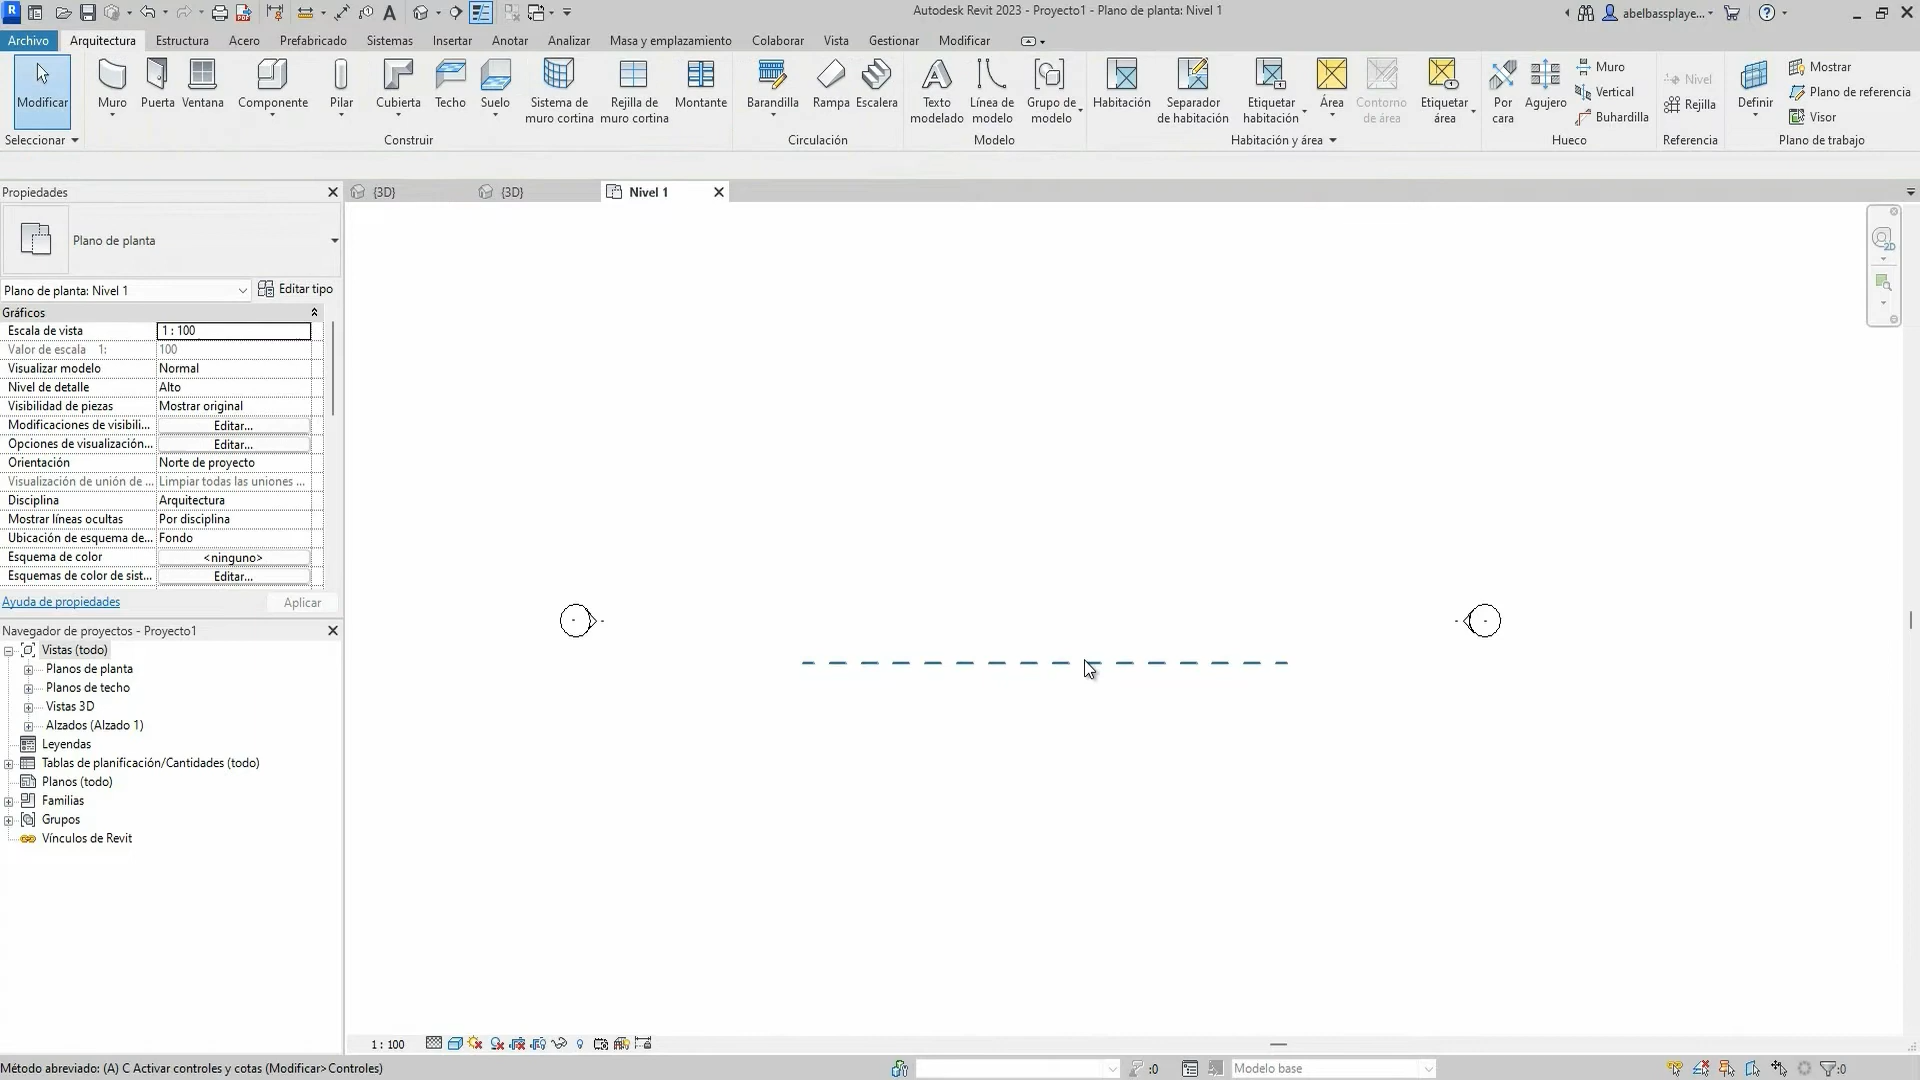 Autodesk Revit 2023 - Proyecto1 - Plano de planta: Nivel 1
abelbassplaye...
Archivo
Arquitectura
Estructura
Acero
Prefabricado
Sistemas
Insertar
Anotar
Analizar
Masa y emplazamiento
Colaborar
Vista
Gestionar
Modificar
Modificar
Muro
Puerta
Ventana
Componente
Pilar
Cubierta
Techo
Suelo
Sistema de
muro cortina
Rejilla de
muro cortina
Montante
Barandilla
Rampa
Escalera
Texto
modelado
Línea de
modelo
Grupo de
modelo
Habitación
Separador
de habitación
Etiquetar
habitación
Área
Contorno
de área
Etiquetar
área
Por
cara
Agujero
Muro
Vertical
Buhardilla
Nivel
Rejilla
Definir
Mostrar
Plano de referencia
Visor
Seleccionar
Construir
Circulación
Modelo
Habitación y área
Hueco
Referencia
Plano de trabajo
Propiedades
{3D}
{3D}
Nivel 1
Plano de planta
Plano de planta: Nivel 1
Editar tipo
Gráficos
Escala de vista 1 : 100
Valor de escala 1: 100
Visualizar modelo Normal
Nivel de detalle Alto
Visibilidad de piezas Mostrar original
Modificaciones de visibili... Editar...
Opciones de visualización... Editar...
Orientación Norte de proyecto
Visualización de unión de ... Limpiar todas las uniones ...
Disciplina Arquitectura
Mostrar líneas ocultas Por disciplina
Ubicación de esquema de... Fondo
Esquema de color <ninguno>
Esquemas de color de sist... Editar...
Ayuda de propiedades
Aplicar
Navegador de proyectos - Proyecto1
Vistas (todo)
Planos de planta
Planos de techo
Vistas 3D
Alzados (Alzado 1)
Leyendas
Tablas de planificación/Cantidades (todo)
Planos (todo)
Familias
Grupos
Vínculos de Revit
2D
1 : 100
Método abreviado: (A) C Activar controles y cotas (Modificar>Controles)
:0
Modelo base
:0